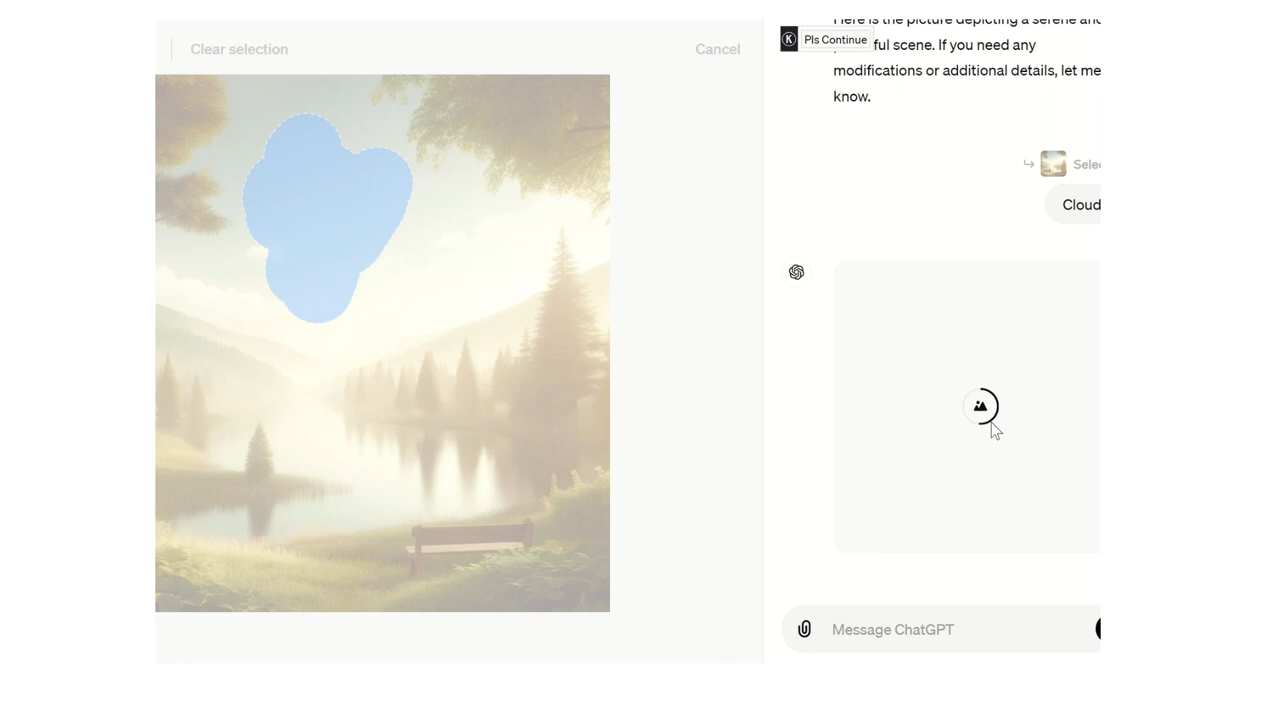 Clear selection
Cancel
Here is the picture depicting a serene and
Pls Continue
ful scene. If you need any
modifications or additional details, let me
know.
Cloud
Message ChatGPT